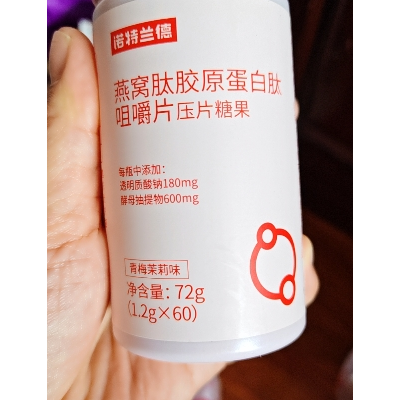 诺特兰德
燕窝肽胶原蛋白肽
咀嚼片压片糖果
每瓶中添加：
透明质酸钠180mg
酵母抽提物600mg
青梅茉莉味
净含量：72g
（1.2g×60）